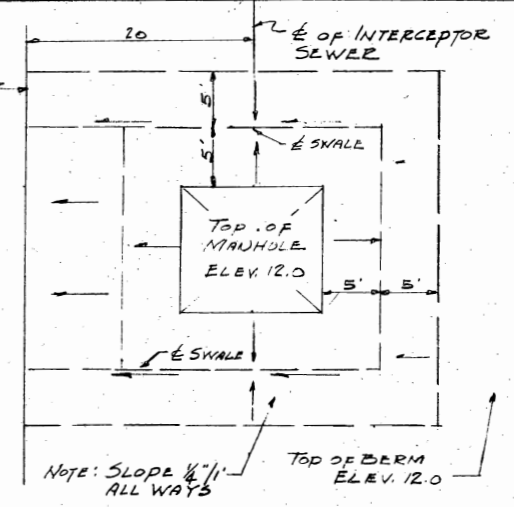 20
℄ OF INTERCEPTOR
SEWER
5'
℄ SWALE
5'
TOP OF
MANHOLE
ELEV. 12.0
5'
5'
℄ SWALE
NOTE: SLOPE 1/4"/1'
ALL WAYS
TOP OF BERM
ELEV. 12.0